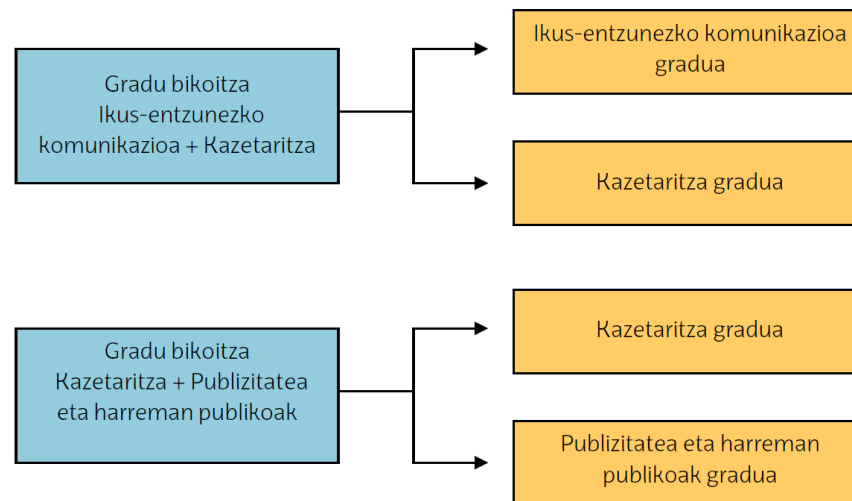 Gradu bikoitza
Ikus-entzunezko
komunikazioa + Kazetaritza
Ikus-entzunezko komunikazioa
gradua
Kazetaritza gradua
Gradu bikoitza
Kazetaritza + Publizitatea
eta harreman publikoak
Kazetaritza gradua
Publizitatea eta harreman
publikoak gradua